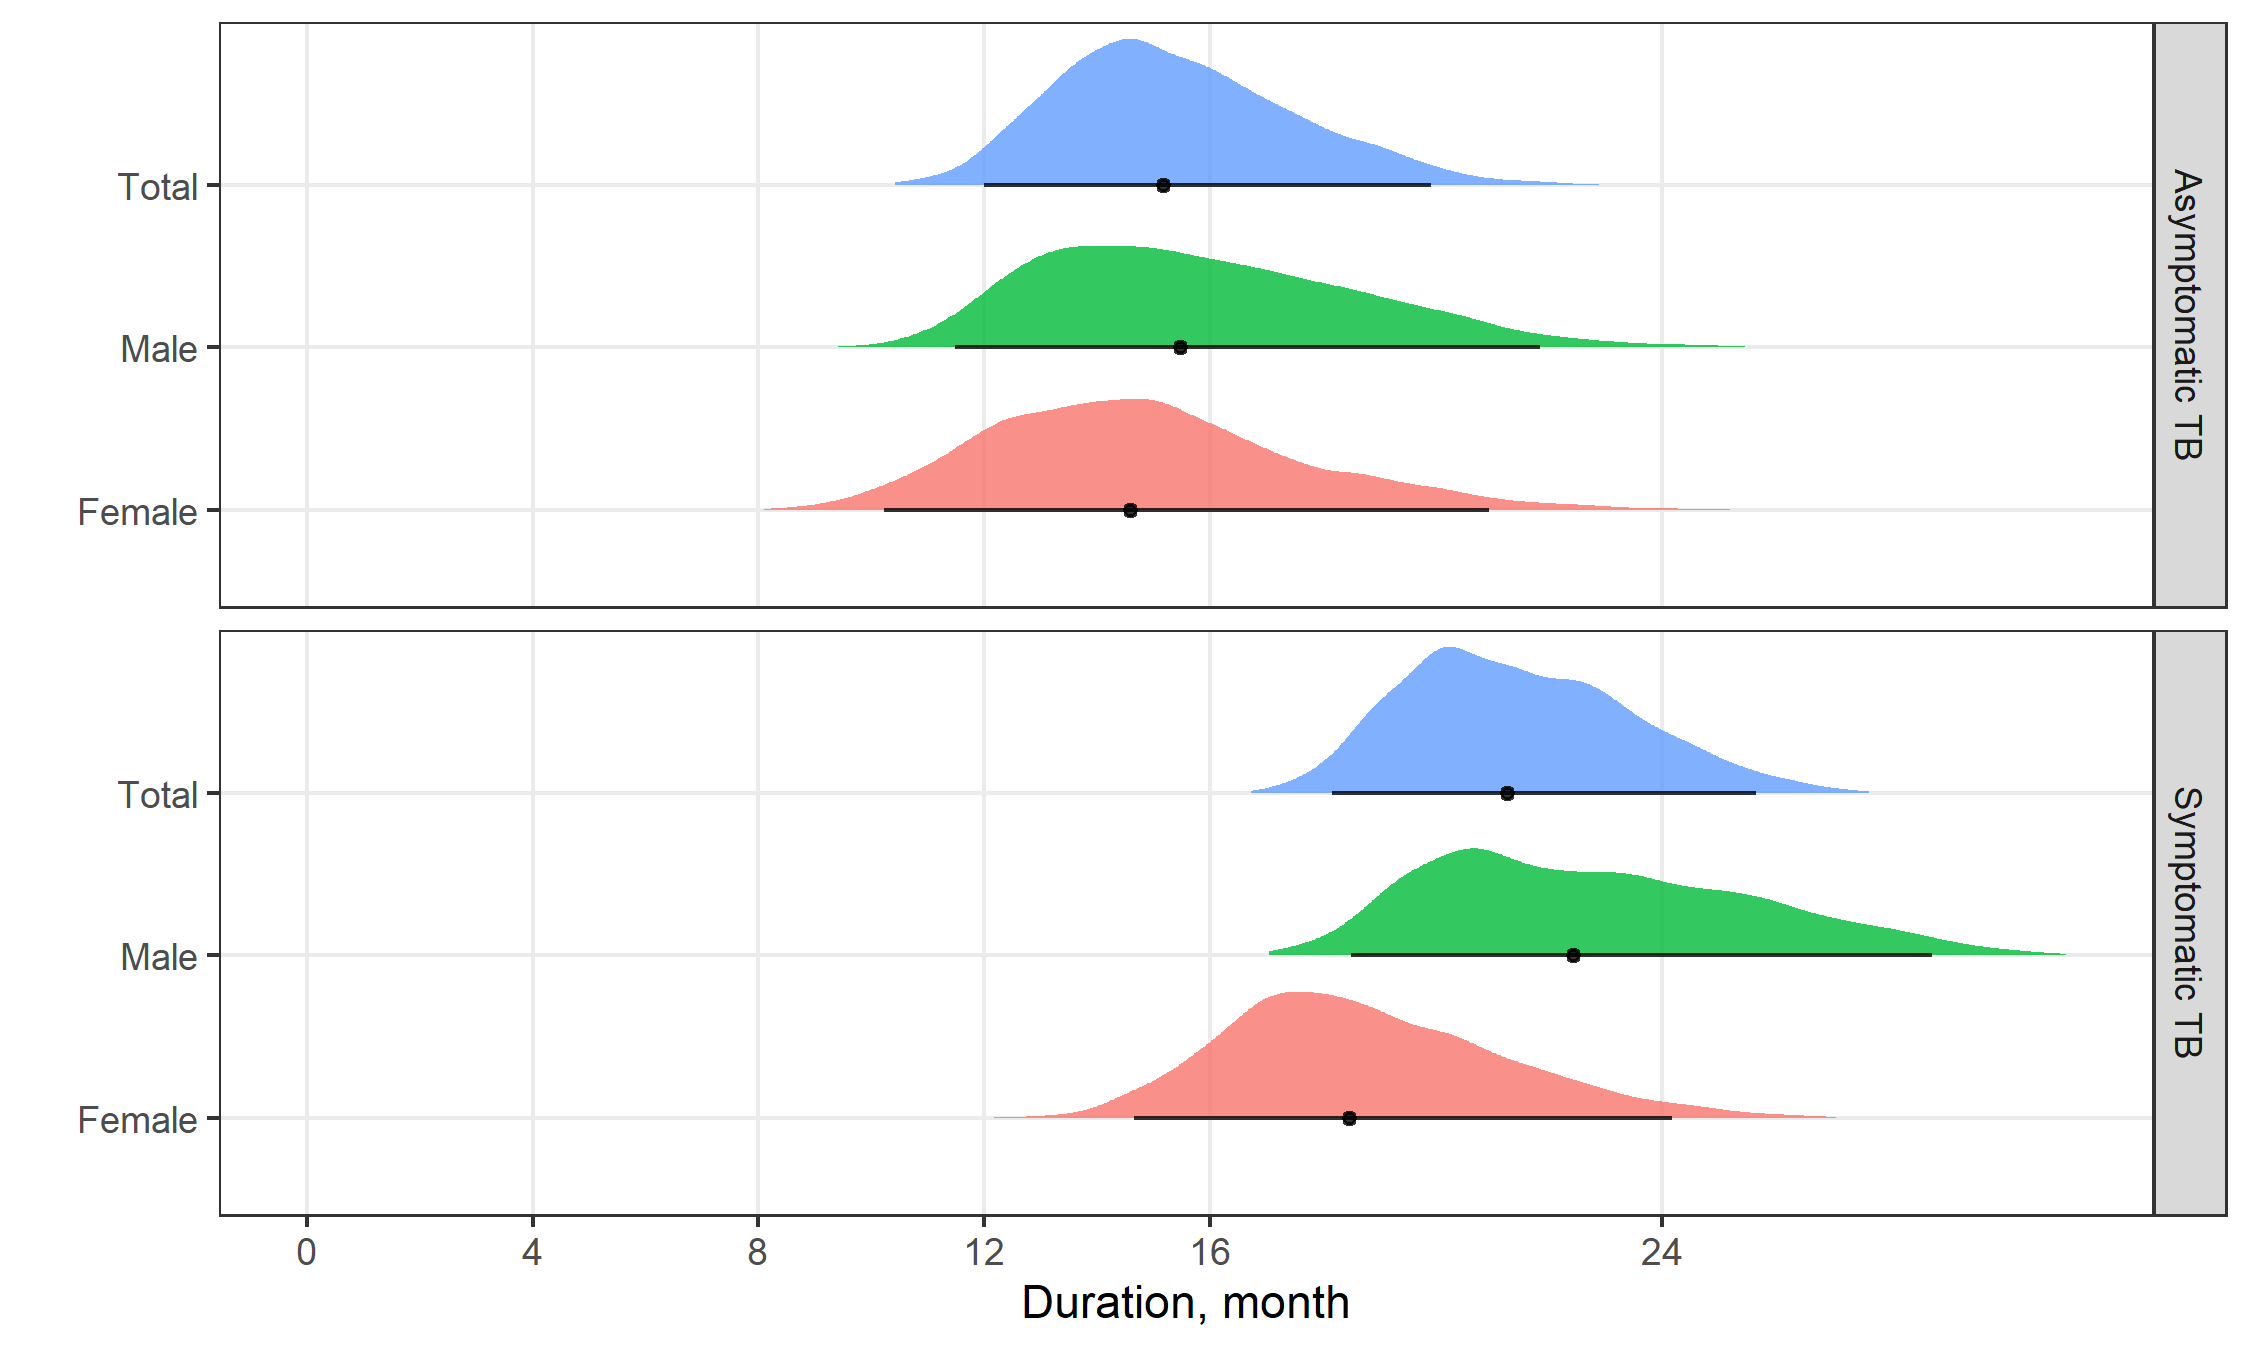 Total
Male
Female
Asymptomatic TB
Total
Male
Female
Symptomatic TB
0 4 8 12 16 24
Duration, month